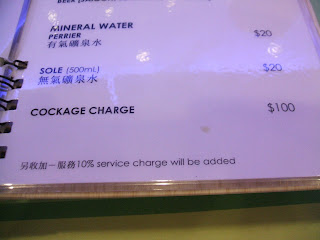 MINERAL WATER
PERRIER $20
有氣礦泉水
SOLE (500mL) $20
無氣礦泉水
COCKAGE CHARGE $100
另收加一服務10% service charge will be added